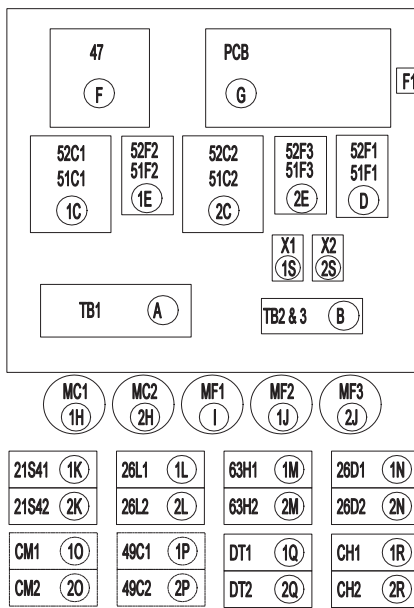 47
F
PCB
G
F1
52C1
51C1
1C
52F2
51F2
1E
52C2
51C2
2C
52F3
51F3
2E
52F1
51F1
D
X1
1S
X2
2S
TB1 A
TB2 & 3 B
MC1
1H
MC2
2H
MF1
I
MF2
1J
MF3
2J
21S41 1K
21S42 2K
26L1 1L
26L2 2L
63H1 1M
63H2 2M
26D1 1N
26D2 2N
CM1 1O
CM2 2O
49C1 1P
49C2 2P
DT1 1Q
DT2 2Q
CH1 1R
CH2 2R